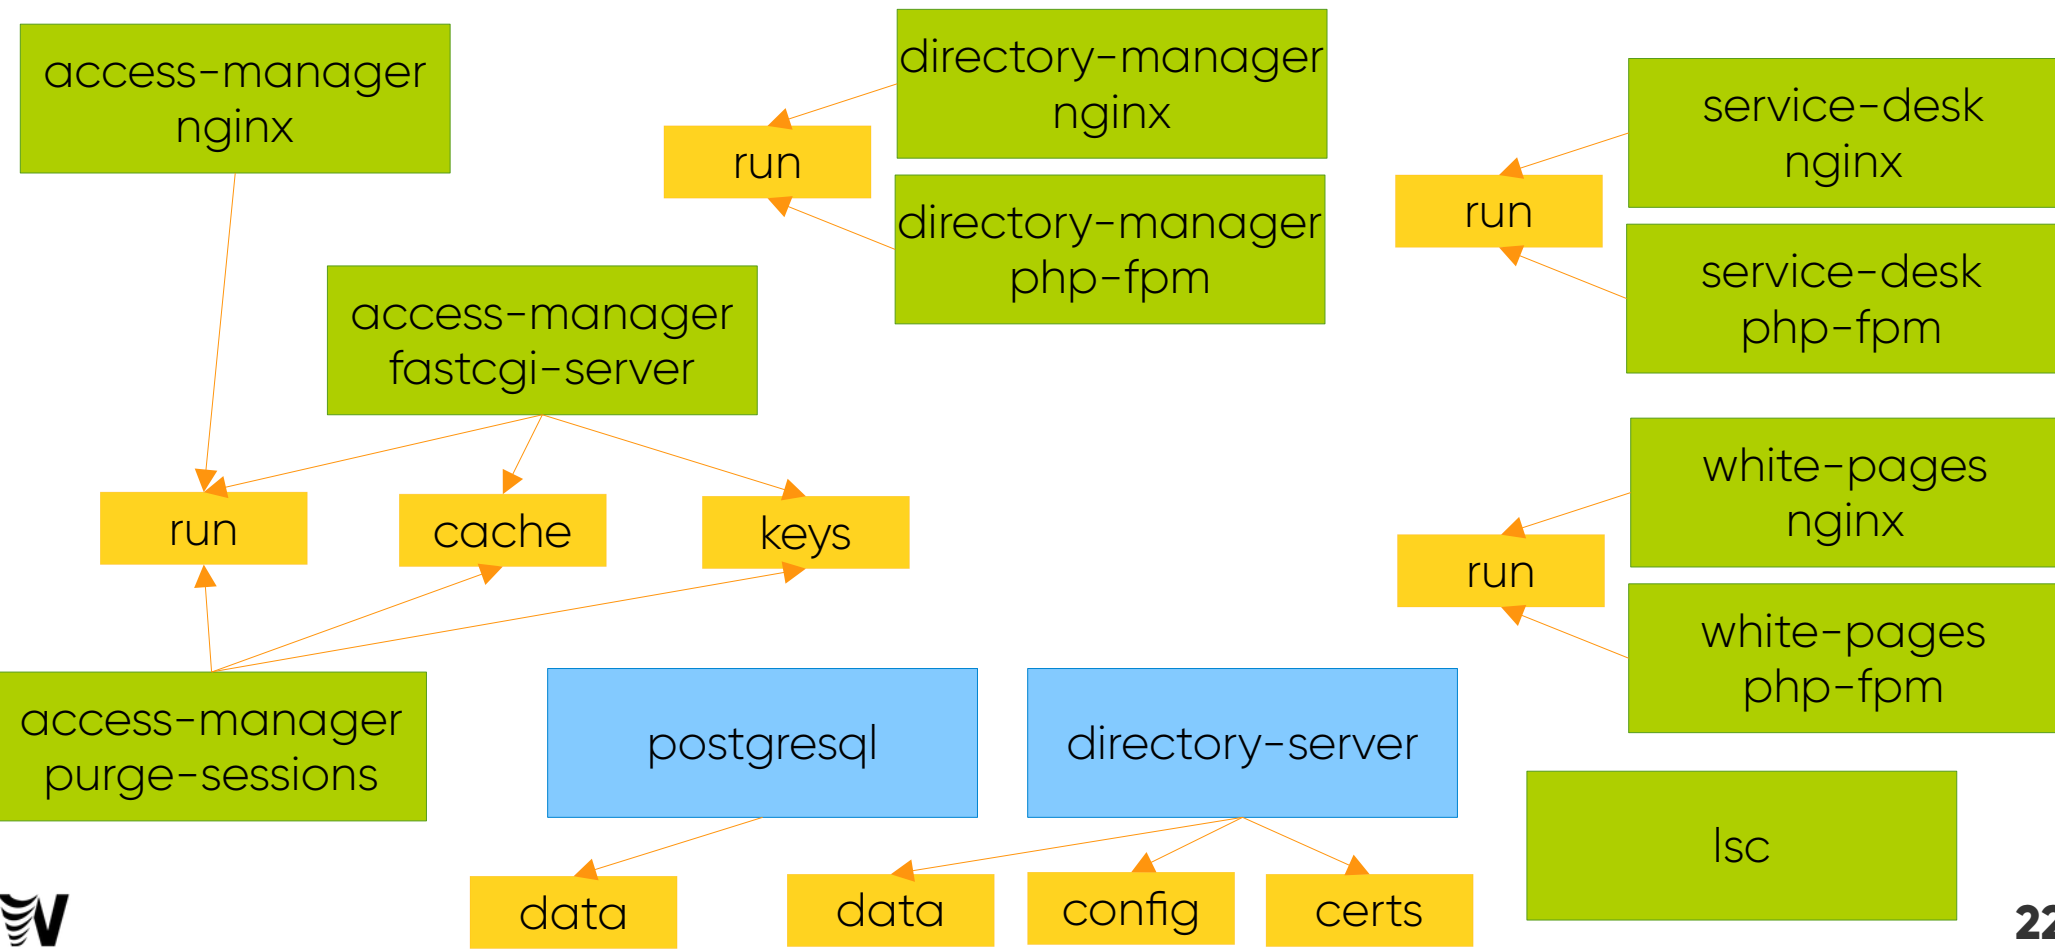 access-manager
nginx
directory-manager
nginx
run
directory-manager
php-fpm
service-desk
nginx
run
service-desk
php-fpm
access-manager
fastcgi-server
run
cache
keys
white-pages
nginx
run
white-pages
php-fpm
access-manager
purge-sessions
postgresql
directory-server
lsc
data
data
config
certs
W
22